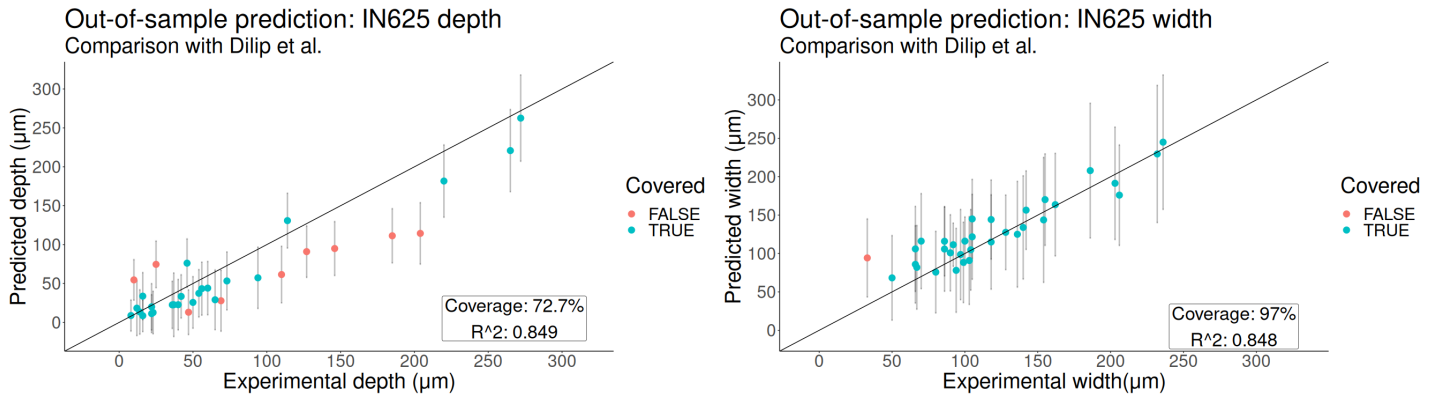 Out-of-sample prediction: IN625 depth
Comparison with Dilip et al.
Predicted depth (µm)
300
250
200
150
100
50
0
0 50 100 150 200 250 300
Experimental depth (µm)
Coverage: 72.7%
R^2: 0.849
Covered
FALSE
TRUE
Out-of-sample prediction: IN625 width
Comparison with Dilip et al.
Predicted width (µm)
300
250
200
150
100
50
0
0 50 100 150 200 250 300
Experimental width(µm)
Coverage: 97%
R^2: 0.848
Covered
FALSE
TRUE